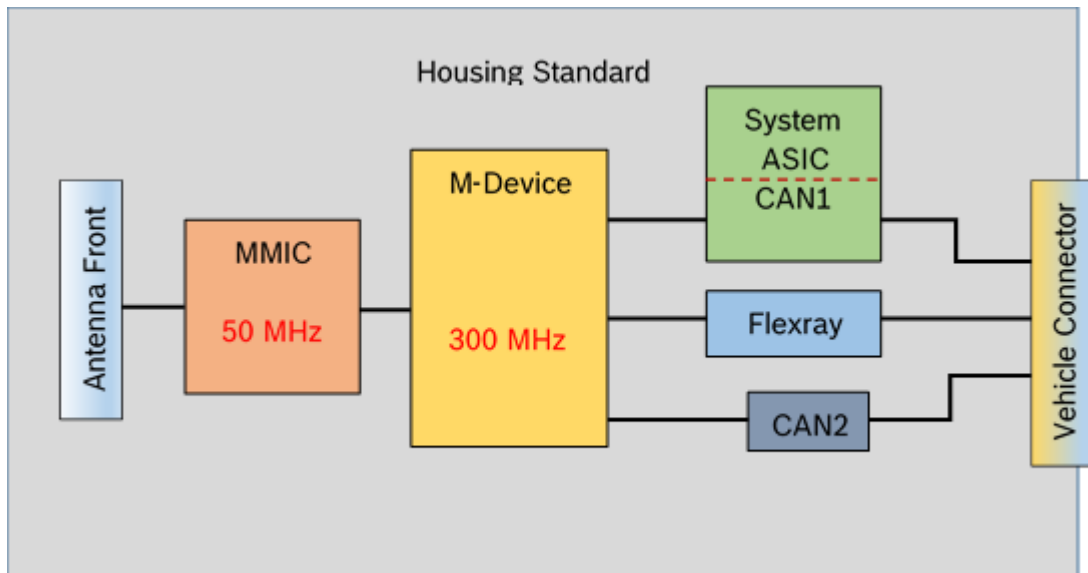 Housing Standard
Antenna Front
MMIC
50 MHz
M-Device
300 MHz
System
ASIC
CAN1
Flexray
CAN2
Vehicle Connector